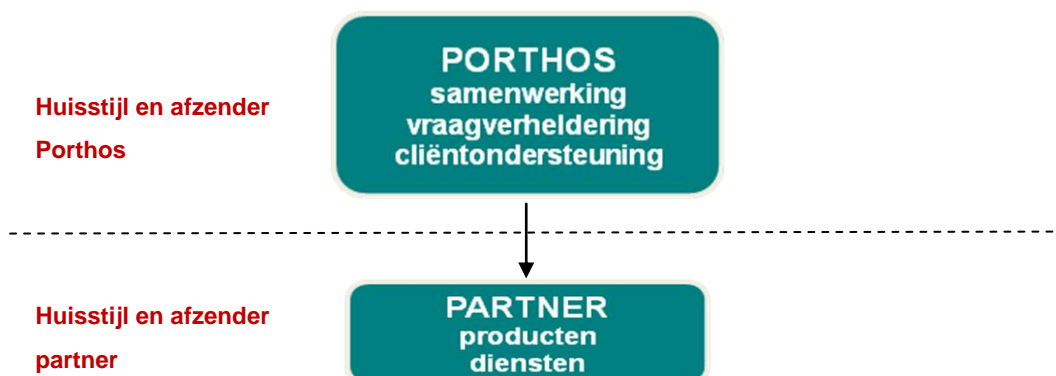 Huisstijl en afzender
Porthos
PORTHOS
samenwerking
vraagverheldering
cliëntondersteuning
Huisstijl en afzender
partner
PARTNER
producten
diensten